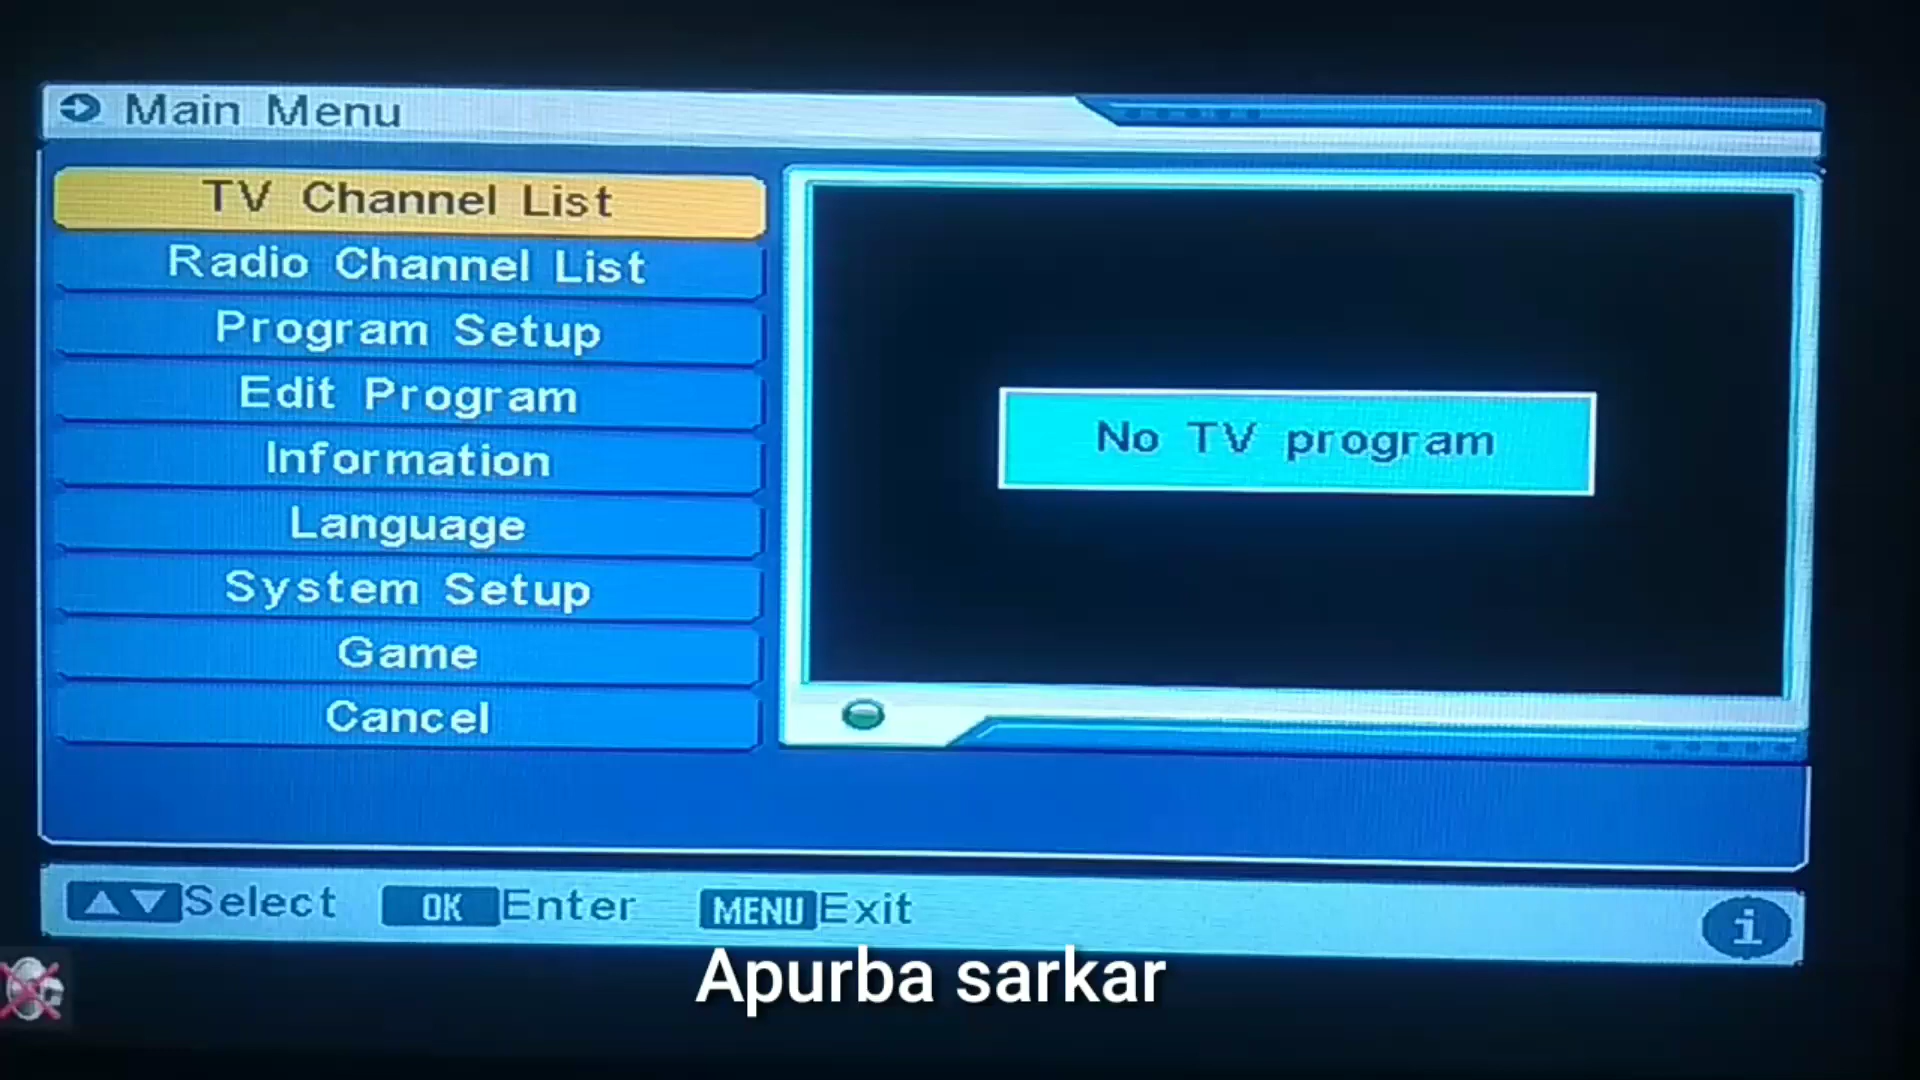 Main Menu
TV Channel List
Radio Channel List
Program Setup
Edit Program
Information
Language
System Setup
Game
Cancel
No TV program
Select OK Enter MENU Exit
i
Apurba sarkar